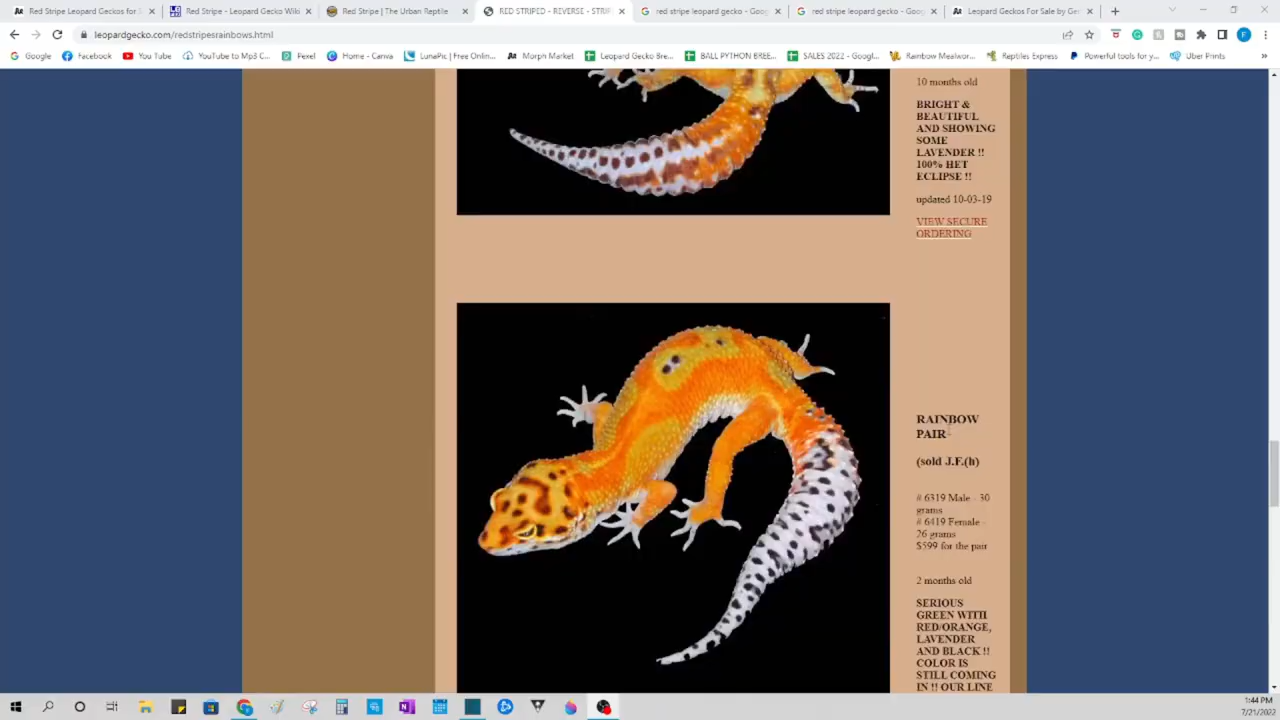 Red Stripe Leopard Geckos for S
Red Stripe - Leopard Gecko Wiki
Red Stripe | The Urban Reptile
RED STRIPED - REVERSE - STRIP
red stripe leopard gecko - Goog
red stripe leopard gecko - Goog
Leopard Geckos For Sale by Ger
leopardgecko.com/redstripesrainbows.html
Google
Facebook
You Tube
YouTube to Mp3 C...
Pexel
Home - Canva
LunaPic | Free Onlin...
Morph Market
Leopard Gecko Bre...
BALL PYTHON BREE...
SALES 2022 - Googl...
Rainbow Mealwor...
Reptiles Express
Powerful tools for y...
Uber Prints
10 months old
BRIGHT &
BEAUTIFUL
AND SHOWING
SOME
LAVENDER !!
100% HET
ECLIPSE !!
updated 10-03-19
VIEW SECURE
ORDERING
RAINBOW
PAIR
(sold J.F.(h)
# 6319 Male - 30
grams
# 6419 Female -
26 grams
$599 for the pair
2 months old
SERIOUS
GREEN WITH
RED/ORANGE,
LAVENDER
AND BLACK !!
COLOR IS
STILL COMING
IN !! OUR LINE
1:44 PM
7/21/2022